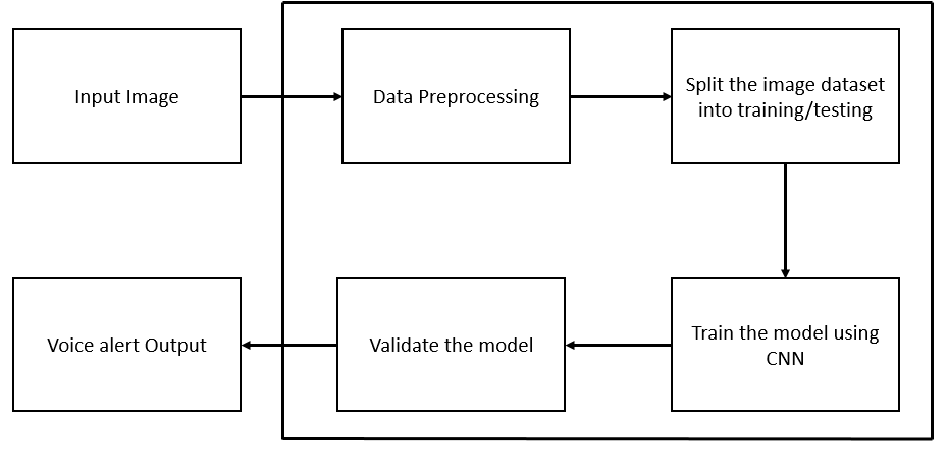 Input Image
Data Preprocessing
Split the image dataset
into training/testing
Train the model using
CNN
Validate the model
Voice alert Output